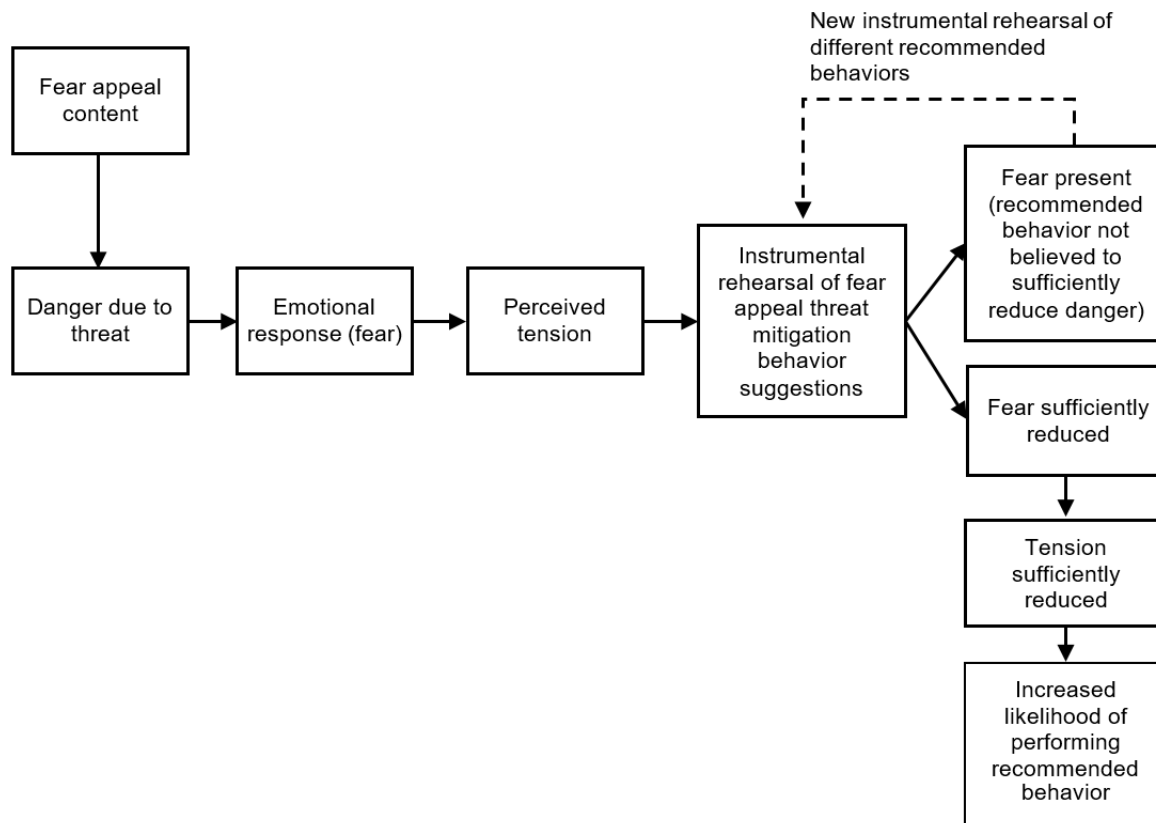 New instrumental rehearsal of
different recommended
behaviors
Fear appeal
content
Danger due to
threat
Emotional
response (fear)
Perceived
tension
Instrumental
rehearsal of fear
appeal threat
mitigation
behavior
suggestions
Fear present
(recommended
behavior not
believed to
sufficiently
reduce danger)
Fear sufficiently
reduced
Tension
sufficiently
reduced
Increased
likelihood of
performing
recommended
behavior